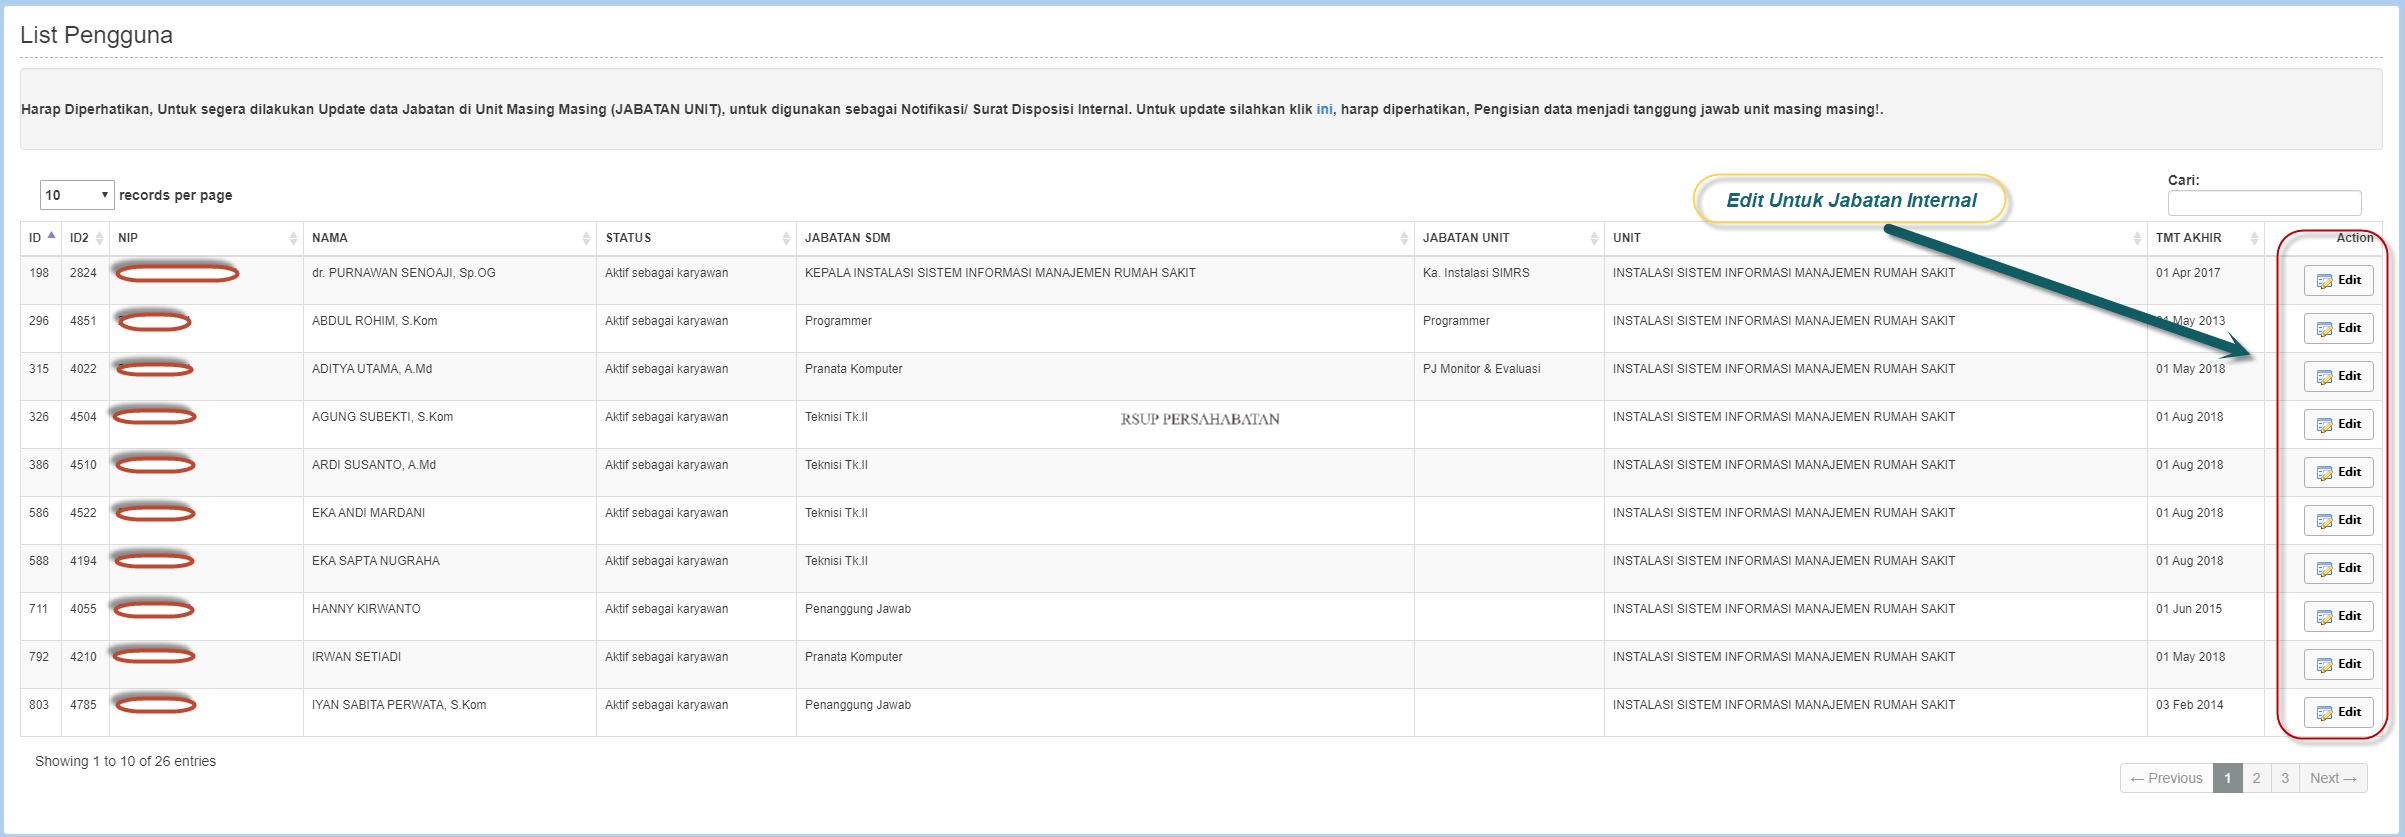 List Pengguna
Harap Diperhatikan, Untuk segera dilakukan Update data Jabatan di Unit Masing Masing (JABATAN UNIT), untuk digunakan sebagai Notifikasi/ Surat Disposisi Internal. Untuk update silahkan klik ini, harap diperhatikan, Pengisian data menjadi tanggung jawab unit masing masing!.
10 records per page
Edit Untuk Jabatan Internal
Cari:
ID ID2 NIP NAMA STATUS JABATAN SDM JABATAN UNIT UNIT TMT AKHIR Action
198 2824 dr. PURNAWAN SENOAJI, Sp.OG Aktif sebagai karyawan KEPALA INSTALASI SISTEM INFORMASI MANAJEMEN RUMAH SAKIT Ka. Instalasi SIMRS INSTALASI SISTEM INFORMASI MANAJEMEN RUMAH SAKIT 01 Apr 2017 Edit
296 4851 ABDUL ROHIM, S.Kom Aktif sebagai karyawan Programmer Programmer INSTALASI SISTEM INFORMASI MANAJEMEN RUMAH SAKIT 01 May 2013 Edit
315 4022 ADITYA UTAMA, A.Md Aktif sebagai karyawan Pranata Komputer PJ Monitor & Evaluasi INSTALASI SISTEM INFORMASI MANAJEMEN RUMAH SAKIT 01 May 2018 Edit
326 4504 AGUNG SUBEKTI, S.Kom Aktif sebagai karyawan Teknisi Tk.II RSUP PERSAHABATAN INSTALASI SISTEM INFORMASI MANAJEMEN RUMAH SAKIT 01 Aug 2018 Edit
386 4510 ARDI SUSANTO, A.Md Aktif sebagai karyawan Teknisi Tk.II INSTALASI SISTEM INFORMASI MANAJEMEN RUMAH SAKIT 01 Aug 2018 Edit
586 4522 EKA ANDI MARDANI Aktif sebagai karyawan Teknisi Tk.II INSTALASI SISTEM INFORMASI MANAJEMEN RUMAH SAKIT 01 Aug 2018 Edit
588 4194 EKA SAPTA NUGRAHA Aktif sebagai karyawan Teknisi Tk.II INSTALASI SISTEM INFORMASI MANAJEMEN RUMAH SAKIT 01 Aug 2018 Edit
711 4055 HANNY KIRWANTO Aktif sebagai karyawan Penanggung Jawab INSTALASI SISTEM INFORMASI MANAJEMEN RUMAH SAKIT 01 Jun 2015 Edit
792 4210 IRWAN SETIADI Aktif sebagai karyawan Pranata Komputer INSTALASI SISTEM INFORMASI MANAJEMEN RUMAH SAKIT 01 May 2018 Edit
803 4785 IYAN SABITA PERWATA, S.Kom Aktif sebagai karyawan Penanggung Jawab INSTALASI SISTEM INFORMASI MANAJEMEN RUMAH SAKIT 03 Feb 2014 Edit
Showing 1 to 10 of 26 entries
← Previous 1 2 3 Next →